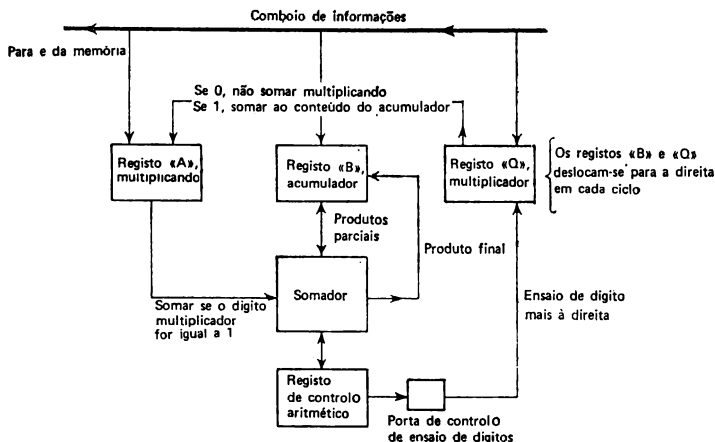 Comboio de informações
Para e da memória
Se 0, não somar multiplicando
Se 1, somar ao conteúdo do acumulador
Registo «A»,
multiplicando
Registo «B»,
acumulador
Registo «Q»,
multiplicador
Os registos «B» e «Q»
deslocam-se para a direita
em cada ciclo
Produtos
parciais
Produto final
Somador
Somar se o dígito
multiplicador
for igual a 1
Ensaio de dígito
mais à direita
Registo
de controlo
aritmético
Porta de controlo
de ensaio de dígitos